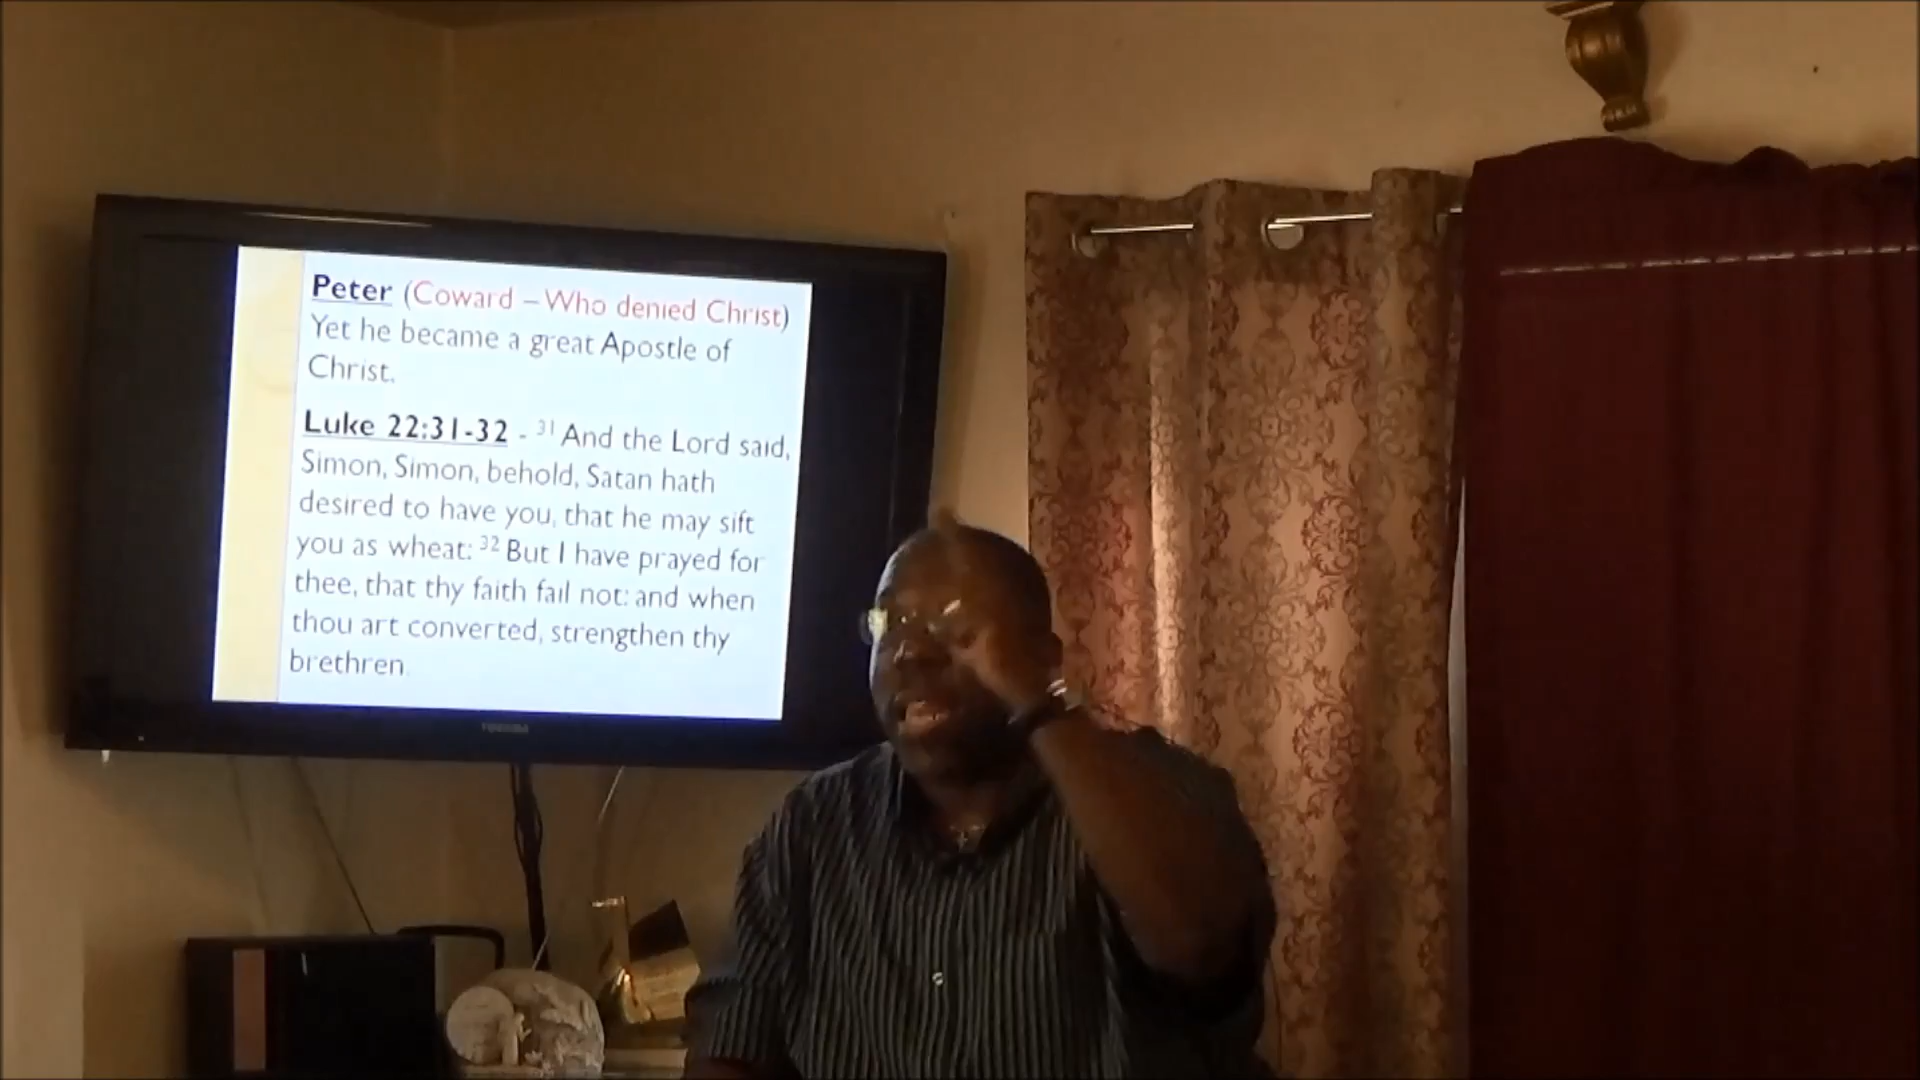 Peter (Coward – Who denied Christ)
Yet he became a great Apostle of
Christ.
Luke 22:31-32 - 31 And the Lord said,
Simon, Simon, behold, Satan hath
desired to have you, that he may sift
you as wheat: 32 But I have prayed for
thee, that thy faith fail not: and when
thou art converted, strengthen thy
brethren.
TOSHIBA